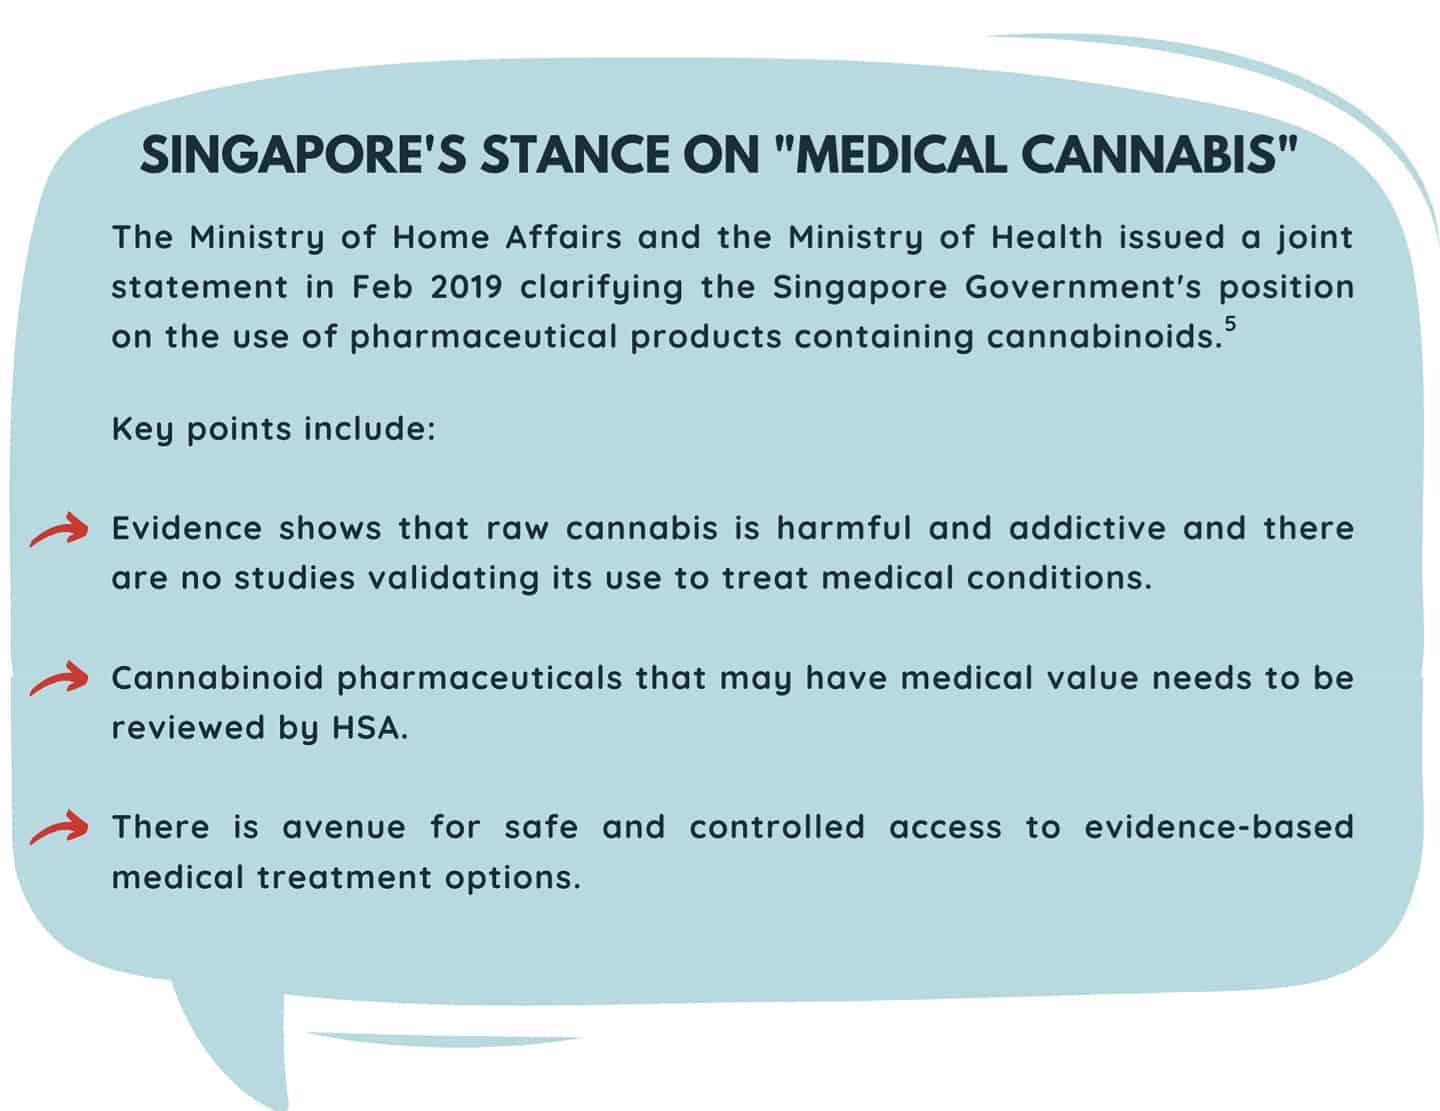 SINGAPORE'S STANCE ON "MEDICAL CANNABIS"
The Ministry of Home Affairs and the Ministry of Health issued a joint
statement in Feb 2019 clarifying the Singapore Government's position
on the use of pharmaceutical products containing cannabinoids.5
Key points include:
Evidence shows that raw cannabis is harmful and addictive and there
are no studies validating its use to treat medical conditions.
Cannabinoid pharmaceuticals that may have medical value needs to be
reviewed by HSA.
There is avenue for safe and controlled access to evidence-based
medical treatment options.